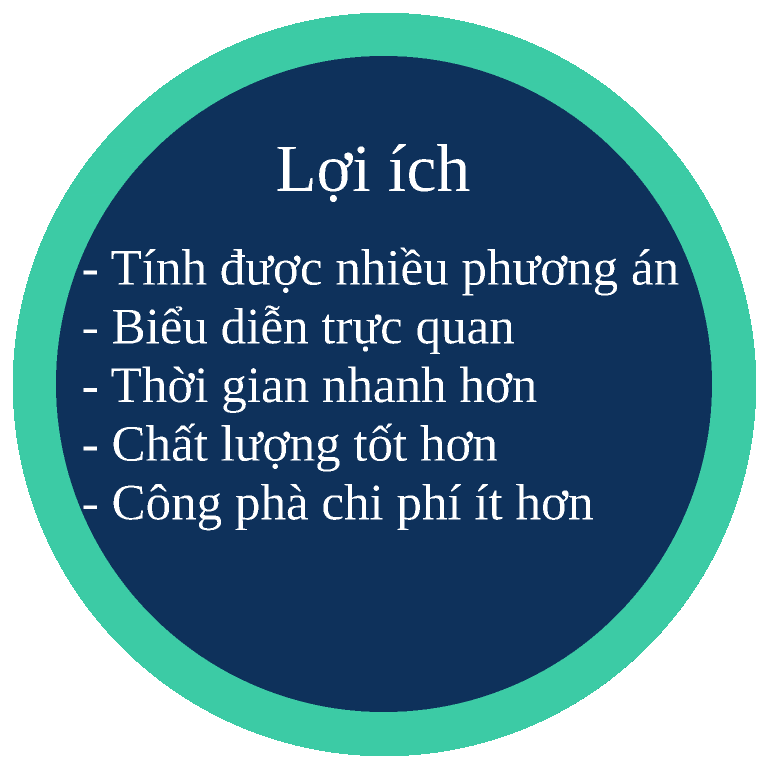 Lợi ích
- Tính được nhiều phương án
- Biểu diễn trực quan
- Thời gian nhanh hơn
- Chất lượng tốt hơn
- Công phà chi phí ít hơn